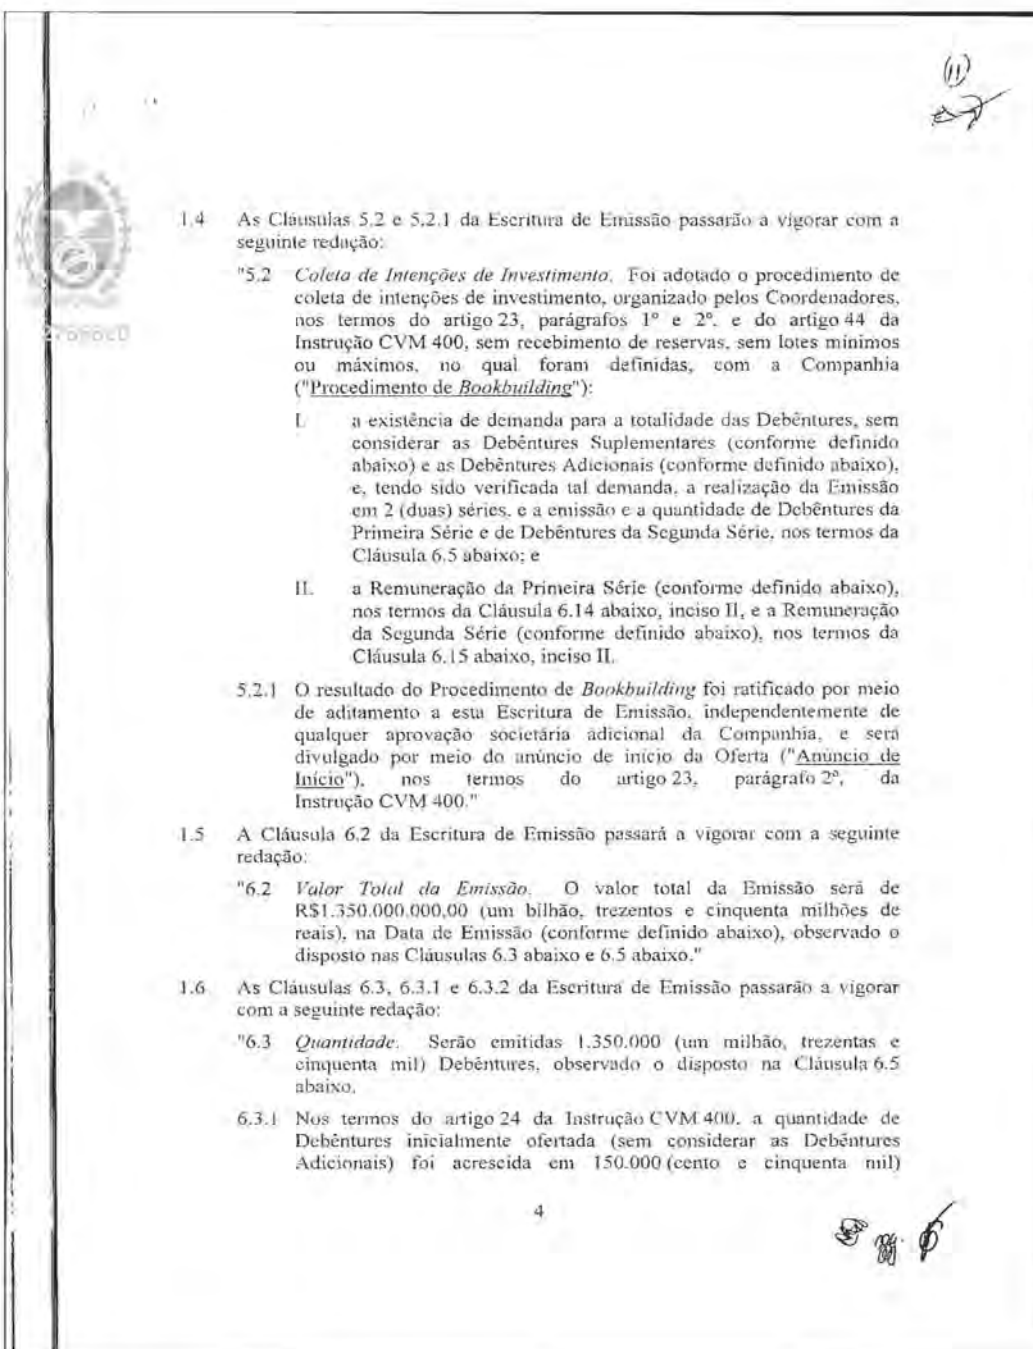 (11)
1.4 As Cláusulas 5.2 e 5.2.1 da Escritura de Emissão passarão a vigorar com a
seguinte redação:
"5.2 Coleta de Intenções de Investimento. Foi adotado o procedimento de
coleta de intenções de investimento, organizado pelos Coordenadores,
nos termos do artigo 23, parágrafos 1º e 2º, e do artigo 44 da
Instrução CVM 400, sem recebimento de reservas, sem lotes mínimos
ou máximos, no qual foram definidas, com a Companhia
("Procedimento de Bookbuilding"):
I. a existência de demanda para a totalidade das Debêntures, sem
considerar as Debêntures Suplementares (conforme definido
abaixo) e as Debêntures Adicionais (conforme definido abaixo),
e, tendo sido verificada tal demanda, a realização da Emissão
em 2 (duas) séries, e a emissão e a quantidade de Debêntures da
Primeira Série e de Debêntures da Segunda Série, nos termos da
Cláusula 6.5 abaixo; e
II. a Remuneração da Primeira Série (conforme definido abaixo),
nos termos da Cláusula 6.14 abaixo, inciso II, e a Remuneração
da Segunda Série (conforme definido abaixo), nos termos da
Cláusula 6.15 abaixo, inciso II.
5.2.1 O resultado do Procedimento de Bookbuilding foi ratificado por meio
de aditamento a esta Escritura de Emissão, independentemente de
qualquer aprovação societária adicional da Companhia, e será
divulgado por meio do anúncio de início da Oferta ("Anúncio de
Início"), nos termos do artigo 23, parágrafo 2º, da
Instrução CVM 400."
1.5 A Cláusula 6.2 da Escritura de Emissão passará a vigorar com a seguinte
redação:
"6.2 Valor Total da Emissão. O valor total da Emissão será de
R$1.350.000.000,00 (um bilhão, trezentos e cinquenta milhões de
reais), na Data de Emissão (conforme definido abaixo), observado o
disposto nas Cláusulas 6.3 abaixo e 6.5 abaixo."
1.6 As Cláusulas 6.3, 6.3.1 e 6.3.2 da Escritura de Emissão passarão a vigorar
com a seguinte redação:
"6.3 Quantidade. Serão emitidas 1.350.000 (um milhão, trezentas e
cinquenta mil) Debêntures, observado o disposto na Cláusula 6.5
abaixo.
6.3.1 Nos termos do artigo 24 da Instrução CVM 400, a quantidade de
Debêntures inicialmente ofertada (sem considerar as Debêntures
Adicionais) foi acrescida em 150.000 (cento e cinquenta mil)
4